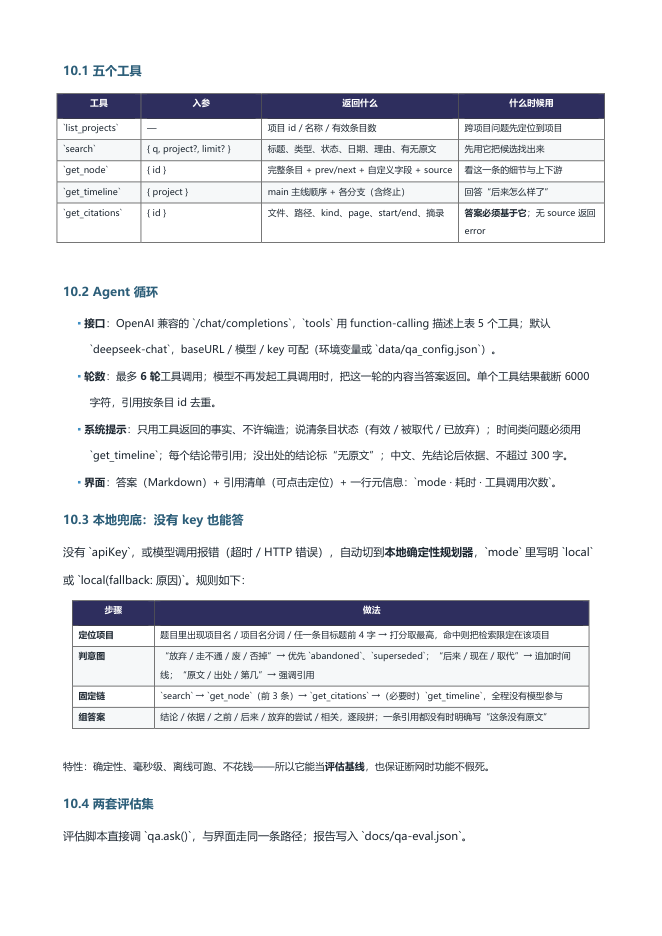 10.1 五个工具
工具 入参 返回什么 什么时候用
`list_projects` — 项目 id / 名称 / 有效条目数 跨项目问题先定位到项目
`search` { q, project?, limit? } 标题、类型、状态、日期、理由、有无原文 先用它把候选找出来
`get_node` { id } 完整条目 + prev/next + 自定义字段 + source 看这一条的细节与上下游
`get_timeline` { project } main 主线顺序 + 各分支（含终止） 回答“后来怎么样了”
`get_citations` { id } 文件、路径、kind、page、start/end、摘录 答案必须基于它；无 source 返回
error
10.2 Agent 循环
▪ 接口：OpenAI 兼容的 `/chat/completions`，`tools` 用 function-calling 描述上表 5 个工具；默认
`deepseek-chat`，baseURL / 模型 / key 可配（环境变量或 `data/qa_config.json`）。
▪ 轮数：最多 6 轮工具调用；模型不再发起工具调用时，把这一轮的内容当答案返回。单个工具结果截断 6000
字符，引用按条目 id 去重。
▪ 系统提示：只用工具返回的事实、不许编造；说清条目状态（有效 / 被取代 / 已放弃）；时间类问题必须用
`get_timeline`；每个结论带引用；没出处的结论标“无原文”；中文、先结论后依据、不超过 300 字。
▪ 界面：答案（Markdown）+ 引用清单（可点击定位）+ 一行元信息：`mode · 耗时 · 工具调用次数`。
10.3 本地兜底：没有 key 也能答
没有 `apiKey`，或模型调用报错（超时 / HTTP 错误），自动切到本地确定性规划器，`mode` 里写明 `local`
或 `local(fallback: 原因)`。规则如下：
步骤 做法
定位项目 题目里出现项目名 / 项目名分词 / 任一条目标题前 4 字 → 打分取最高，命中则把检索限定在该项目
判意图 “放弃 / 走不通 / 废 / 否掉”→ 优先 `abandoned`、`superseded`；“后来 / 现在 / 取代”→ 追加时间
线；“原文 / 出处 / 第几”→ 强调引用
固定链 `search` → `get_node`（前 3 条）→ `get_citations` →（必要时）`get_timeline`，全程没有模型参与
组答案 结论 / 依据 / 之前 / 后来 / 放弃的尝试 / 相关，逐段拼；一条引用都没有时明确写“这条没有原文”
特性：确定性、毫秒级、离线可跑、不花钱——所以它能当评估基线，也保证断网时功能不假死。
10.4 两套评估集
评估脚本直接调 `qa.ask()`，与界面走同一条路径；报告写入 `docs/qa-eval.json`。